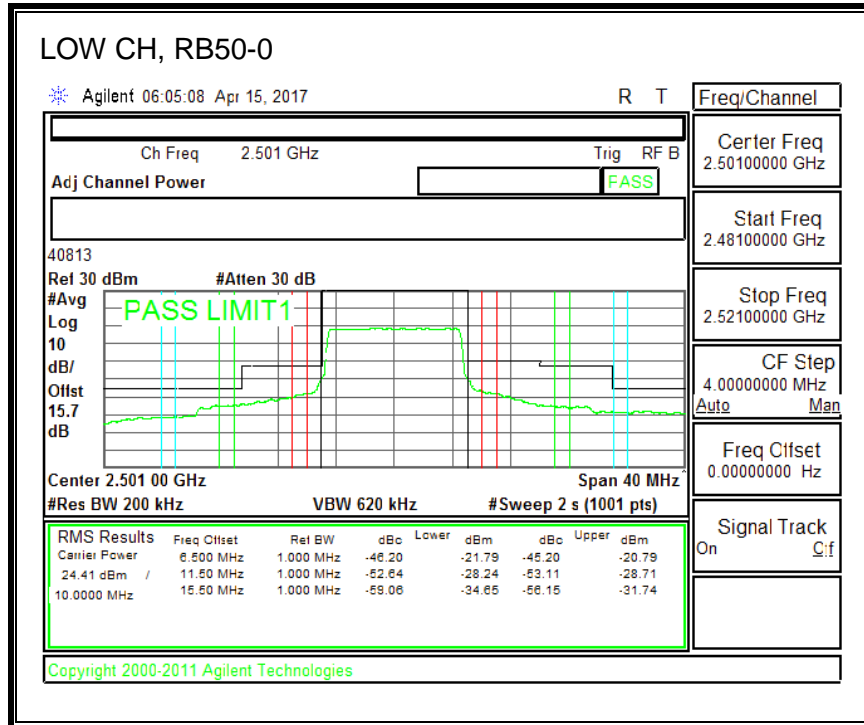 LOW CH, RB50-0
Agilent 06:05:08 Apr 15, 2017 R T
Freq/Channel
Ch Freq 2.501 GHz Trig RF B
Adj Channel Power PASS
Center Freq
2.50100000 GHz
Start Freq
2.48100000 GHz
Stop Freq
2.52100000 GHz
CF Step
4.00000000 MHz
Auto Man
Freq Offset
0.00000000 Hz
Signal Track
On Off
40813
Ref 30 dBm #Atten 30 dB
#Avg
Log
10
dB/
Offst
15.7
dB
PASS LIMIT1
Center 2.501 00 GHz Span 40 MHz
#Res BW 200 kHz VBW 620 kHz #Sweep 2 s (1001 pts)
RMS Results Freq Offset Ref BW dBc Lower dBm dBc Upper dBm
Carrier Power 6.500 MHz 1.000 MHz -46.20 -21.79 -45.20 -20.79
24.41 dBm / 11.50 MHz 1.000 MHz -52.64 -28.24 -53.11 -28.71
10.0000 MHz 15.50 MHz 1.000 MHz -59.06 -34.65 -56.15 -31.74
Copyright 2000-2011 Agilent Technologies